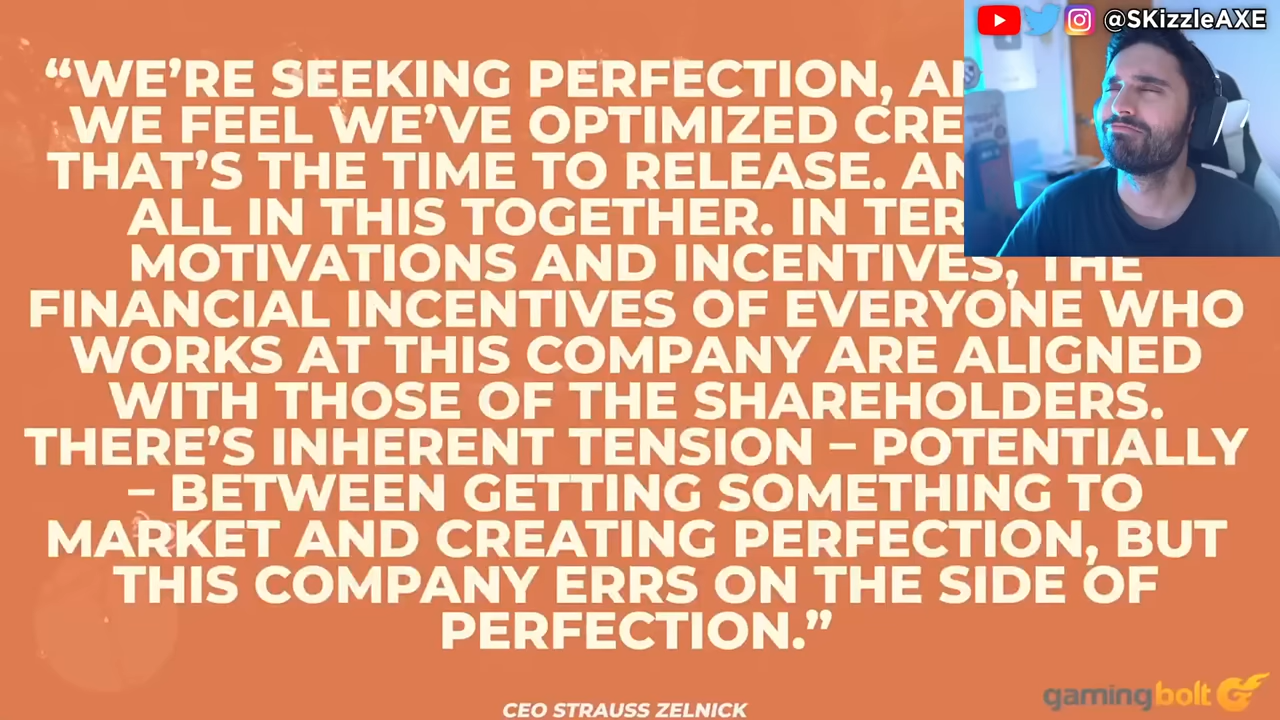 @SKizzleAXE
“WE’RE SEEKING PERFECTION,
WE FEEL WE’VE OPTIMIZED
THAT’S THE TIME TO RELEASE.
ALL IN THIS TOGETHER. IN
MOTIVATIONS AND INCENTIVES, THE
FINANCIAL INCENTIVES OF EVERYONE WHO
WORKS AT THIS COMPANY ARE ALIGNED
WITH THOSE OF THE SHAREHOLDERS.
THERE’S INHERENT TENSION – POTENTIALLY
– BETWEEN GETTING SOMETHING TO
MARKET AND CREATING PERFECTION, BUT
THIS COMPANY ERRS ON THE SIDE OF
PERFECTION.”
CEO STRAUSS ZELNICK
gamingbolt